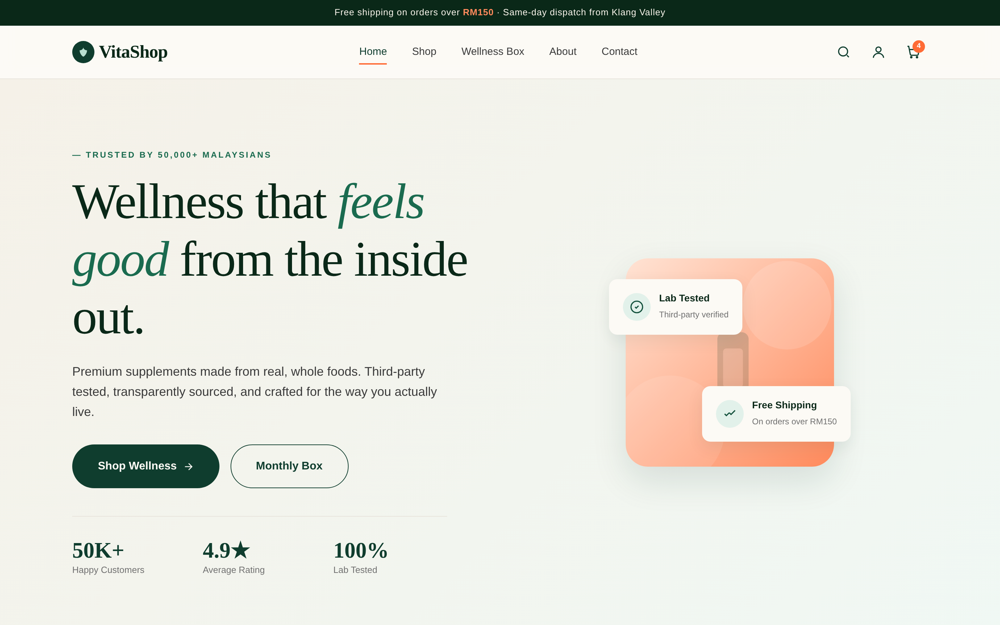 Free shipping on orders over RM150 · Same-day dispatch from Klang Valley
VitaShop
Home
Shop
Wellness Box
About
Contact
4
— TRUSTED BY 50,000+ MALAYSIANS
Wellness that feels
good from the inside
out.
Premium supplements made from real, whole foods. Third-party
tested, transparently sourced, and crafted for the way you actually
live.
Shop Wellness →
Monthly Box
50K+
Happy Customers
4.9★
Average Rating
100%
Lab Tested
Lab Tested
Third-party verified
Free Shipping
On orders over RM150